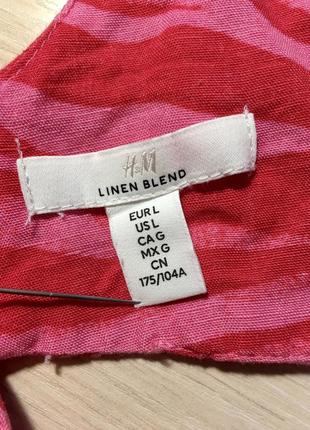 H&M
LINEN BLEND
EUR L
US L
CA G
MX G
CN
175/104A